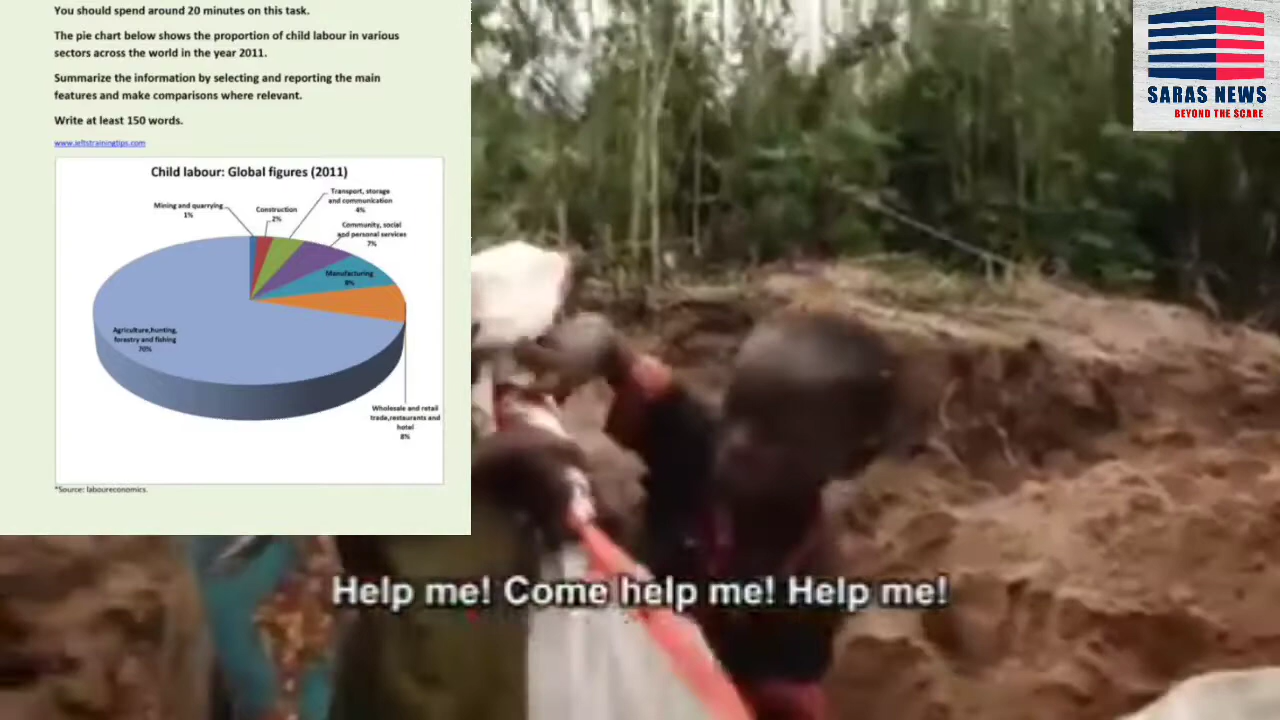 You should spend around 20 minutes on this task.
The pie chart below shows the proportion of child labour in various
sectors across the world in the year 2011.
Summarize the information by selecting and reporting the main
features and make comparisons where relevant.
Write at least 150 words.
www.ieltstrainingtips.com
Child labour: Global figures (2011)
Mining and quarrying
1%
Construction
2%
Transport, storage
and communication
4%
Community, social
and personal services
7%
Manufacturing
8%
Agriculture,hunting,
forestry and fishing
70%
Wholesale and retail
trade,restaurants and
hotel
8%
*Source: laboureconomics.
SARAS NEWS
BEYOND THE SCARE
Help me! Come help me! Help me!